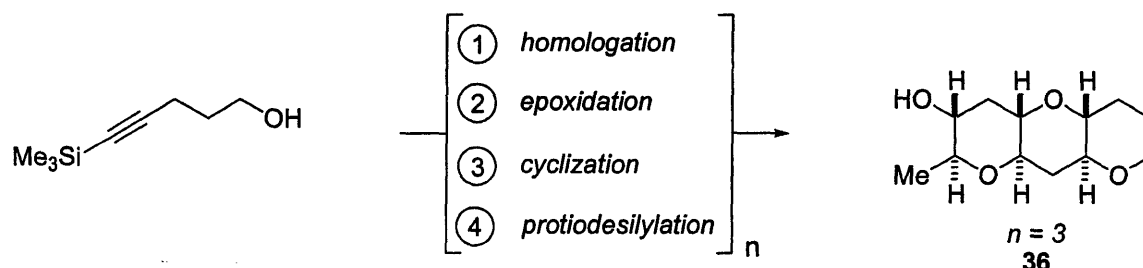 ① homologation
② epoxidation
③ cyclization
④ protiodesilylation
n
Me3Si
OH
HO
H
H
O
H
Me
H
O
H
H
O
n = 3
36